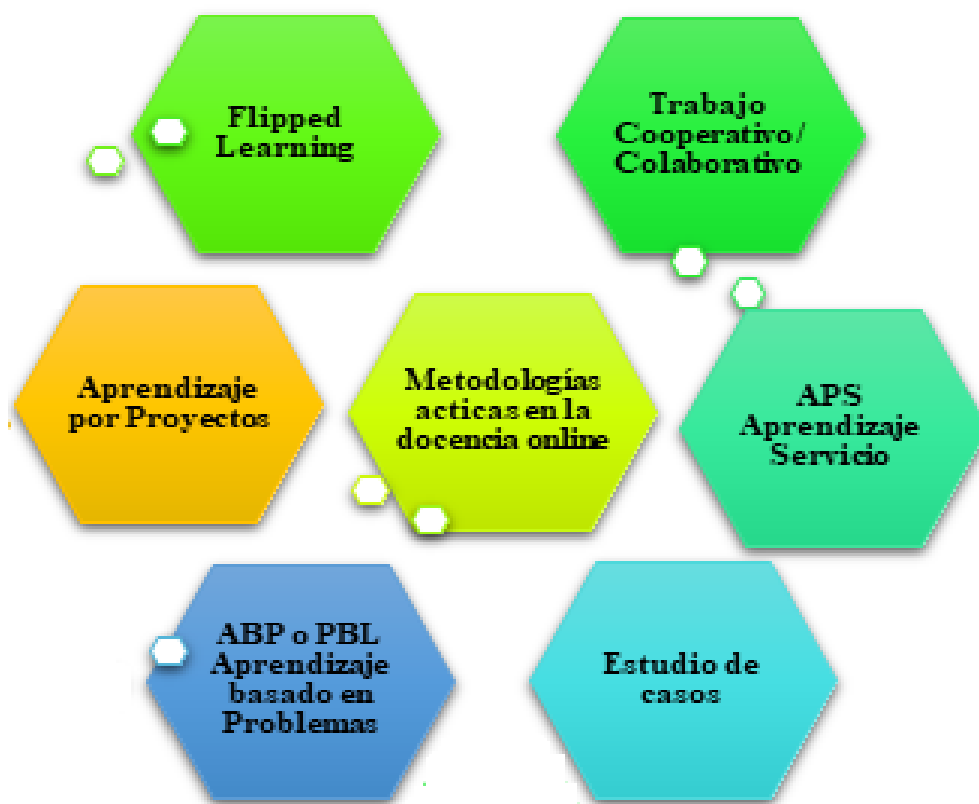 Flipped
Learning
Trabajo
Cooperativo/
Colaborativo
Aprendizaje
por Proyectos
Metodologías
acticas en la
docencia online
APS
Aprendizaje
Servicio
ABP o PBL
Aprendizaje
basado en
Problemas
Estudio de
casos